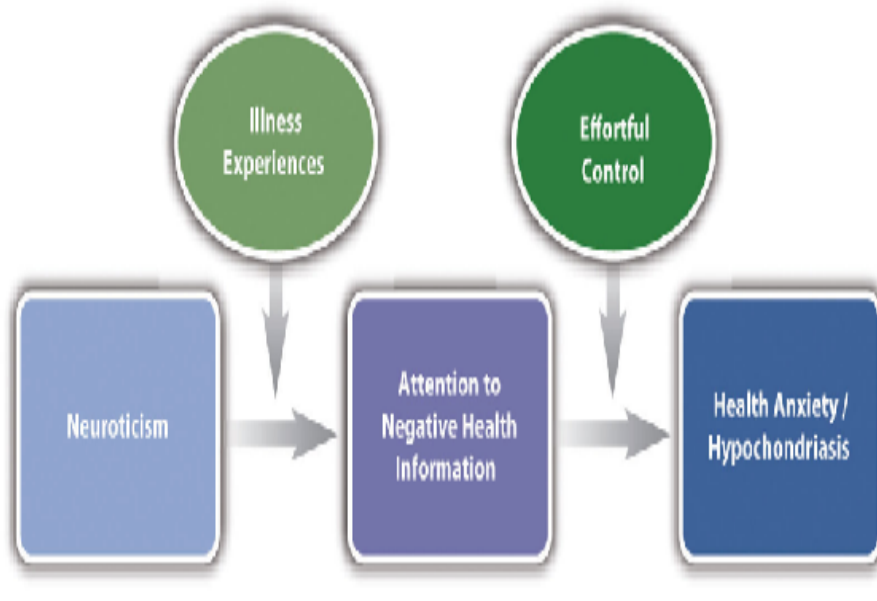 Illness
Experiences
Effortful
Control
Neuroticism
Attention to
Negative Health
Information
Health Anxiety /
Hypochondriasis